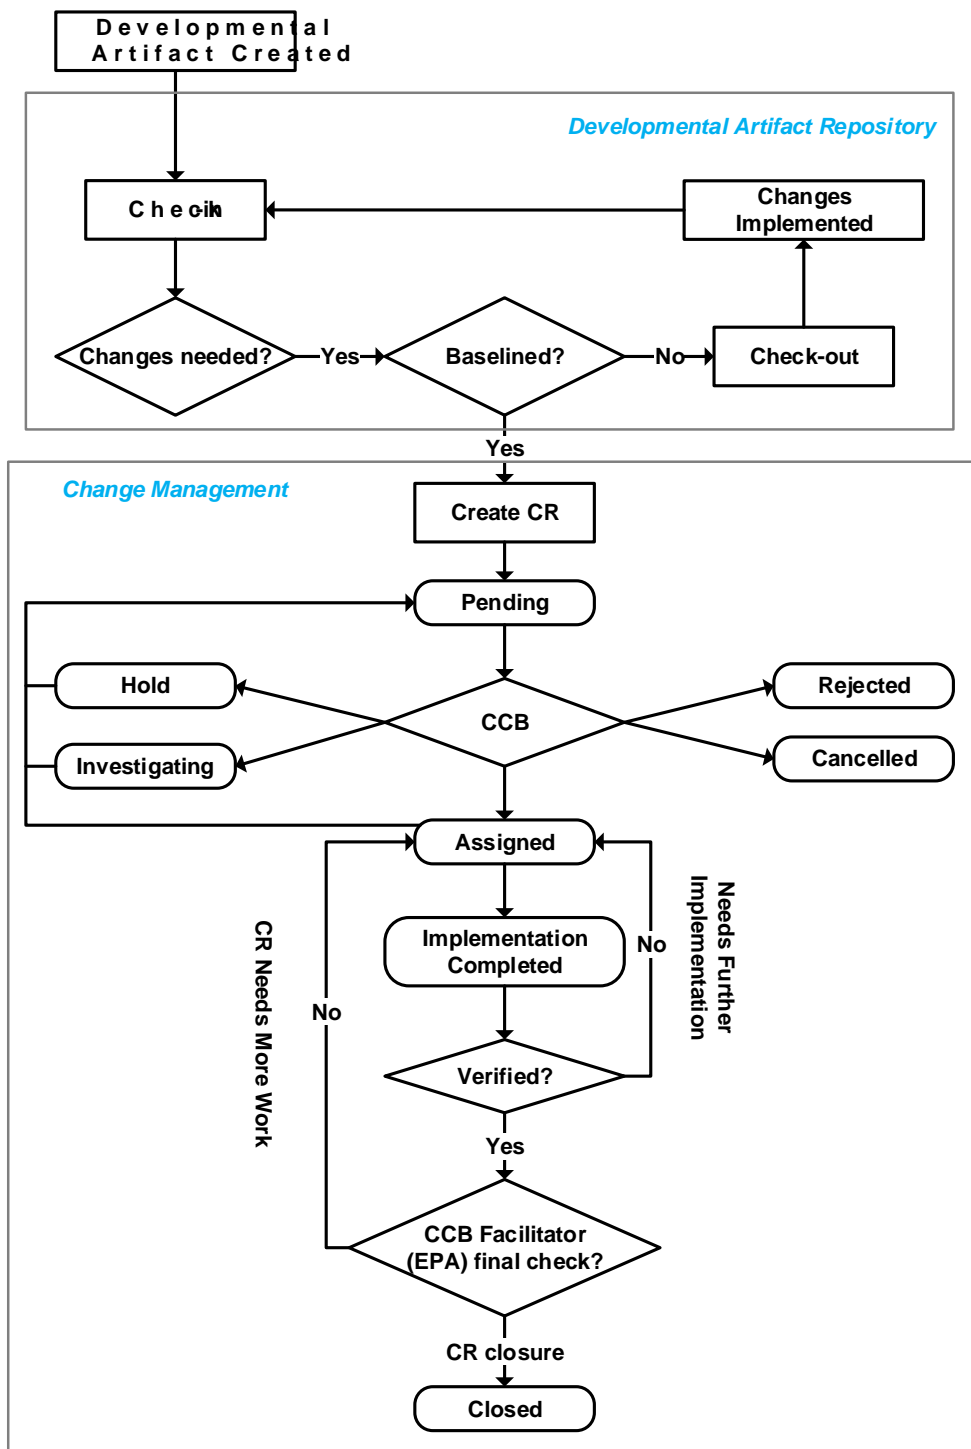 Developmental
Artifact Created
Developmental Artifact Repository
Check-in
Changes
Implemented
Changes needed?
Yes
Baselined?
No
Check-out
Yes
Change Management
Create CR
Pending
Hold
CCB
Rejected
Investigating
Cancelled
Assigned
Needs Further
Implementation
Implementation
Completed
No
CR Needs More Work
No
Verified?
Yes
CCB Facilitator
(EPA) final check?
CR closure
Closed